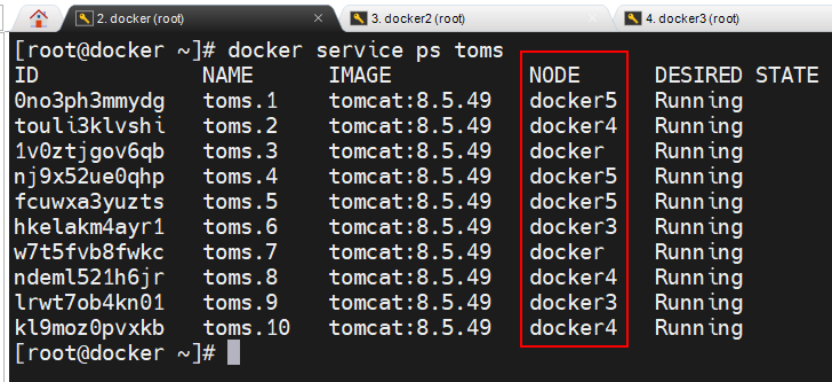 2. docker (root)
3. docker2 (root)
4. docker3 (root)
[root@docker ~]# docker service ps toms
ID NAME IMAGE NODE DESIRED STATE
0no3ph3mmydg toms.1 tomcat:8.5.49 docker5 Running
touli3klvshi toms.2 tomcat:8.5.49 docker4 Running
1v0ztjgov6qb toms.3 tomcat:8.5.49 docker Running
nj9x52ue0qhp toms.4 tomcat:8.5.49 docker5 Running
fcuwxa3yuzts toms.5 tomcat:8.5.49 docker5 Running
hkelakm4ayr1 toms.6 tomcat:8.5.49 docker3 Running
w7t5fvb8fwkc toms.7 tomcat:8.5.49 docker Running
ndeml521h6jr toms.8 tomcat:8.5.49 docker4 Running
lrwt7ob4kn01 toms.9 tomcat:8.5.49 docker3 Running
kl9moz0pvxkb toms.10 tomcat:8.5.49 docker4 Running
[root@docker ~]#